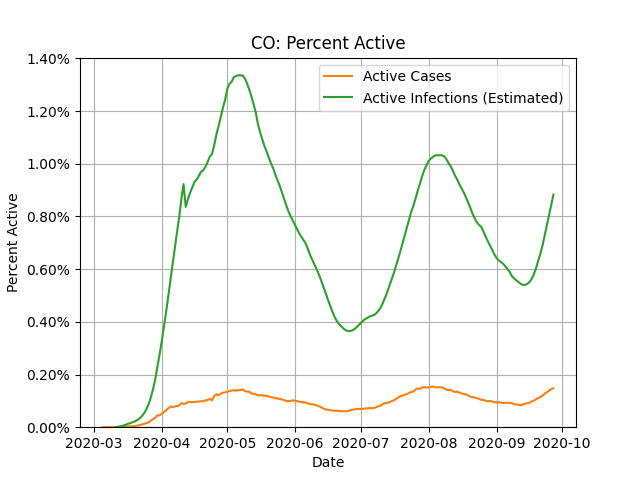 CO: Percent Active
Active Cases
Active Infections (Estimated)
Percent Active
1.40%
1.20%
1.00%
0.80%
0.60%
0.40%
0.20%
0.00%
2020-03 2020-04 2020-05 2020-06 2020-07 2020-08 2020-09 2020-10
Date